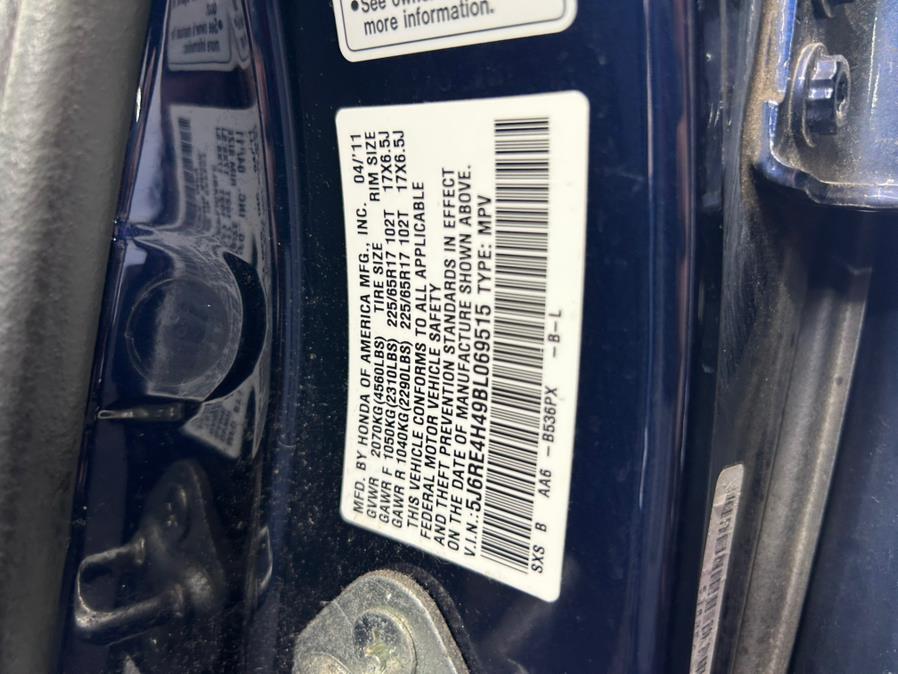 •See own
more information.
MFD. BY HONDA OF AMERICA MFG., INC. 04/'11
GVWR 2070KG(4560LBS) TIRE SIZE RIM SIZE
GAWR F 1050KG(2310LBS) 225/65R17 102T 17X6.5J
GAWR R 1040KG(2290LBS) 225/65R17 102T 17X6.5J
THIS VEHICLE CONFORMS TO ALL APPLICABLE
FEDERAL MOTOR VEHICLE SAFETY
AND THEFT PREVENTION STANDARDS IN EFFECT
ON THE DATE OF MANUFACTURE SHOWN ABOVE.
V.I.N.:5J6RE4H49BL069515 TYPE: MPV
SXS B AA6 -B536PX -B-L